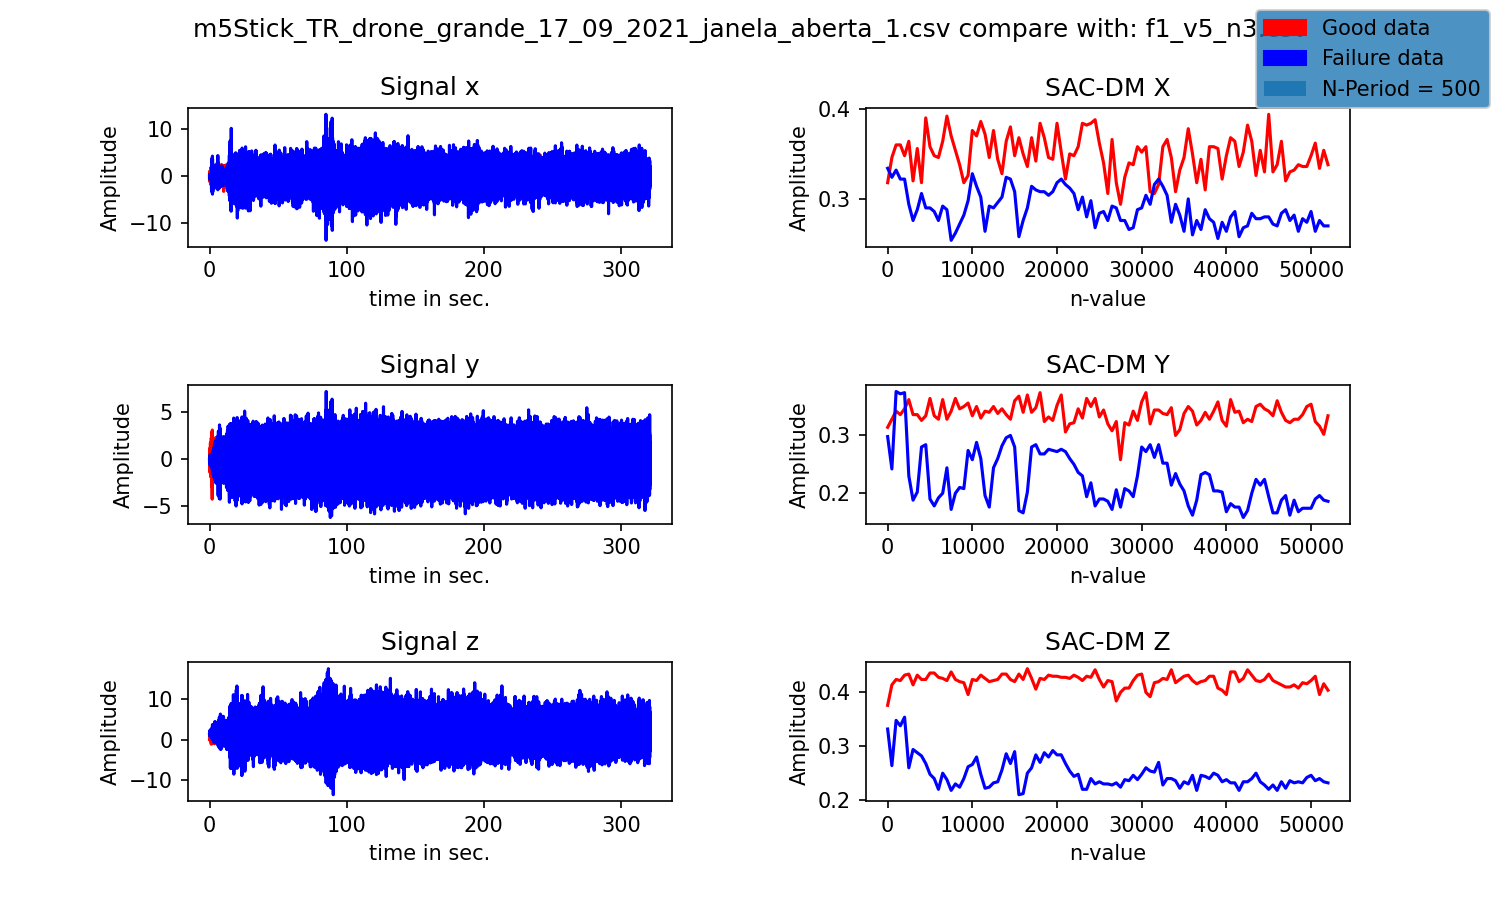 m5Stick_TR_drone_grande_17_09_2021_janela_aberta_1.csv compare with: f1_v5_n3
Good data
Failure data
N-Period = 500
Signal x
Amplitude
10
0
−10
0 100 200 300
time in sec.
SAC-DM X
Amplitude
0.4
0.3
0 10000 20000 30000 40000 50000
n-value
Signal y
Amplitude
5
0
−5
0 100 200 300
time in sec.
SAC-DM Y
Amplitude
0.3
0.2
0 10000 20000 30000 40000 50000
n-value
Signal z
Amplitude
10
0
−10
0 100 200 300
time in sec.
SAC-DM Z
Amplitude
0.4
0.3
0.2
0 10000 20000 30000 40000 50000
n-value